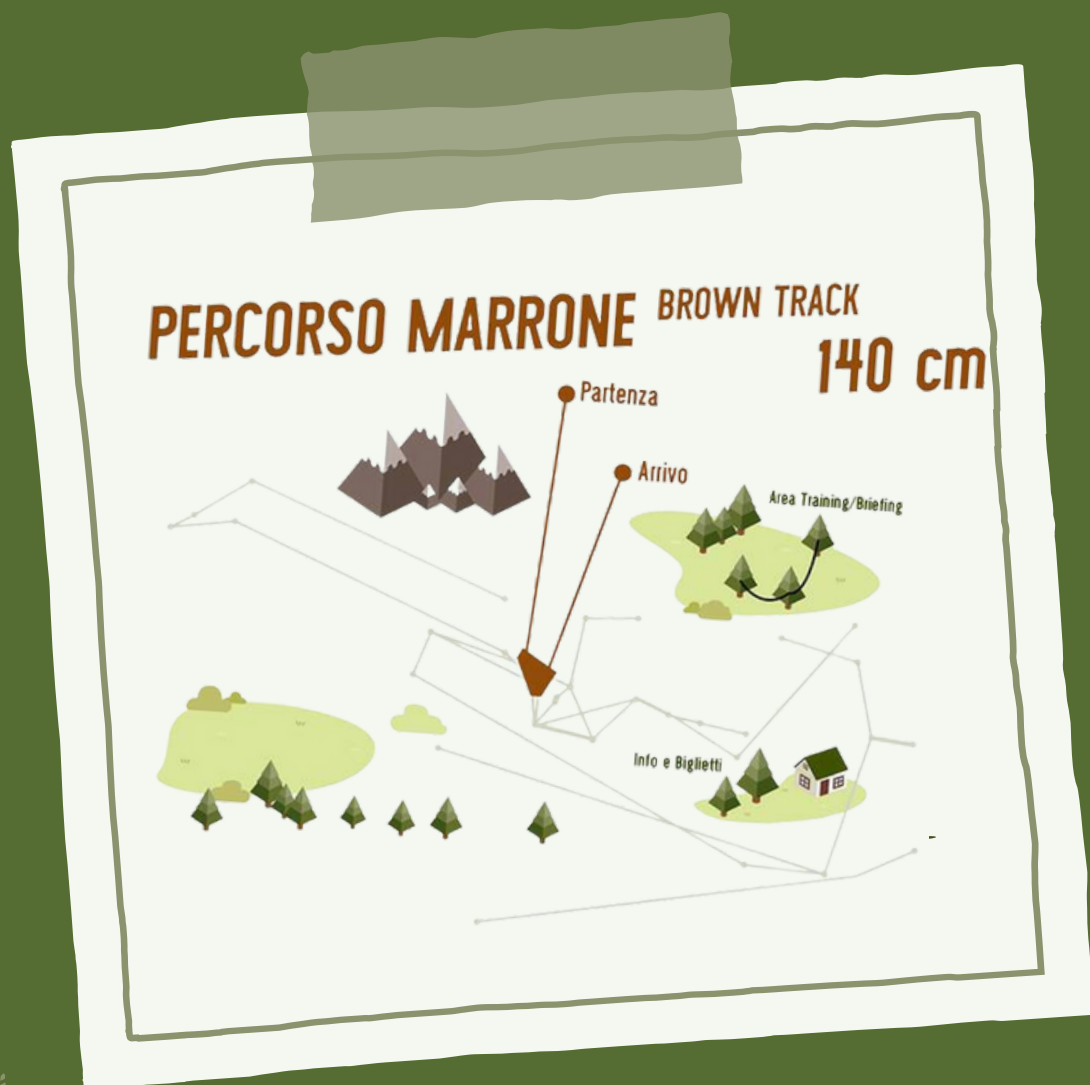 PERCORSO MARRONE BROWN TRACK
140 cm
Partenza
Arrivo
Area Training/Briefing
Info e Biglietti